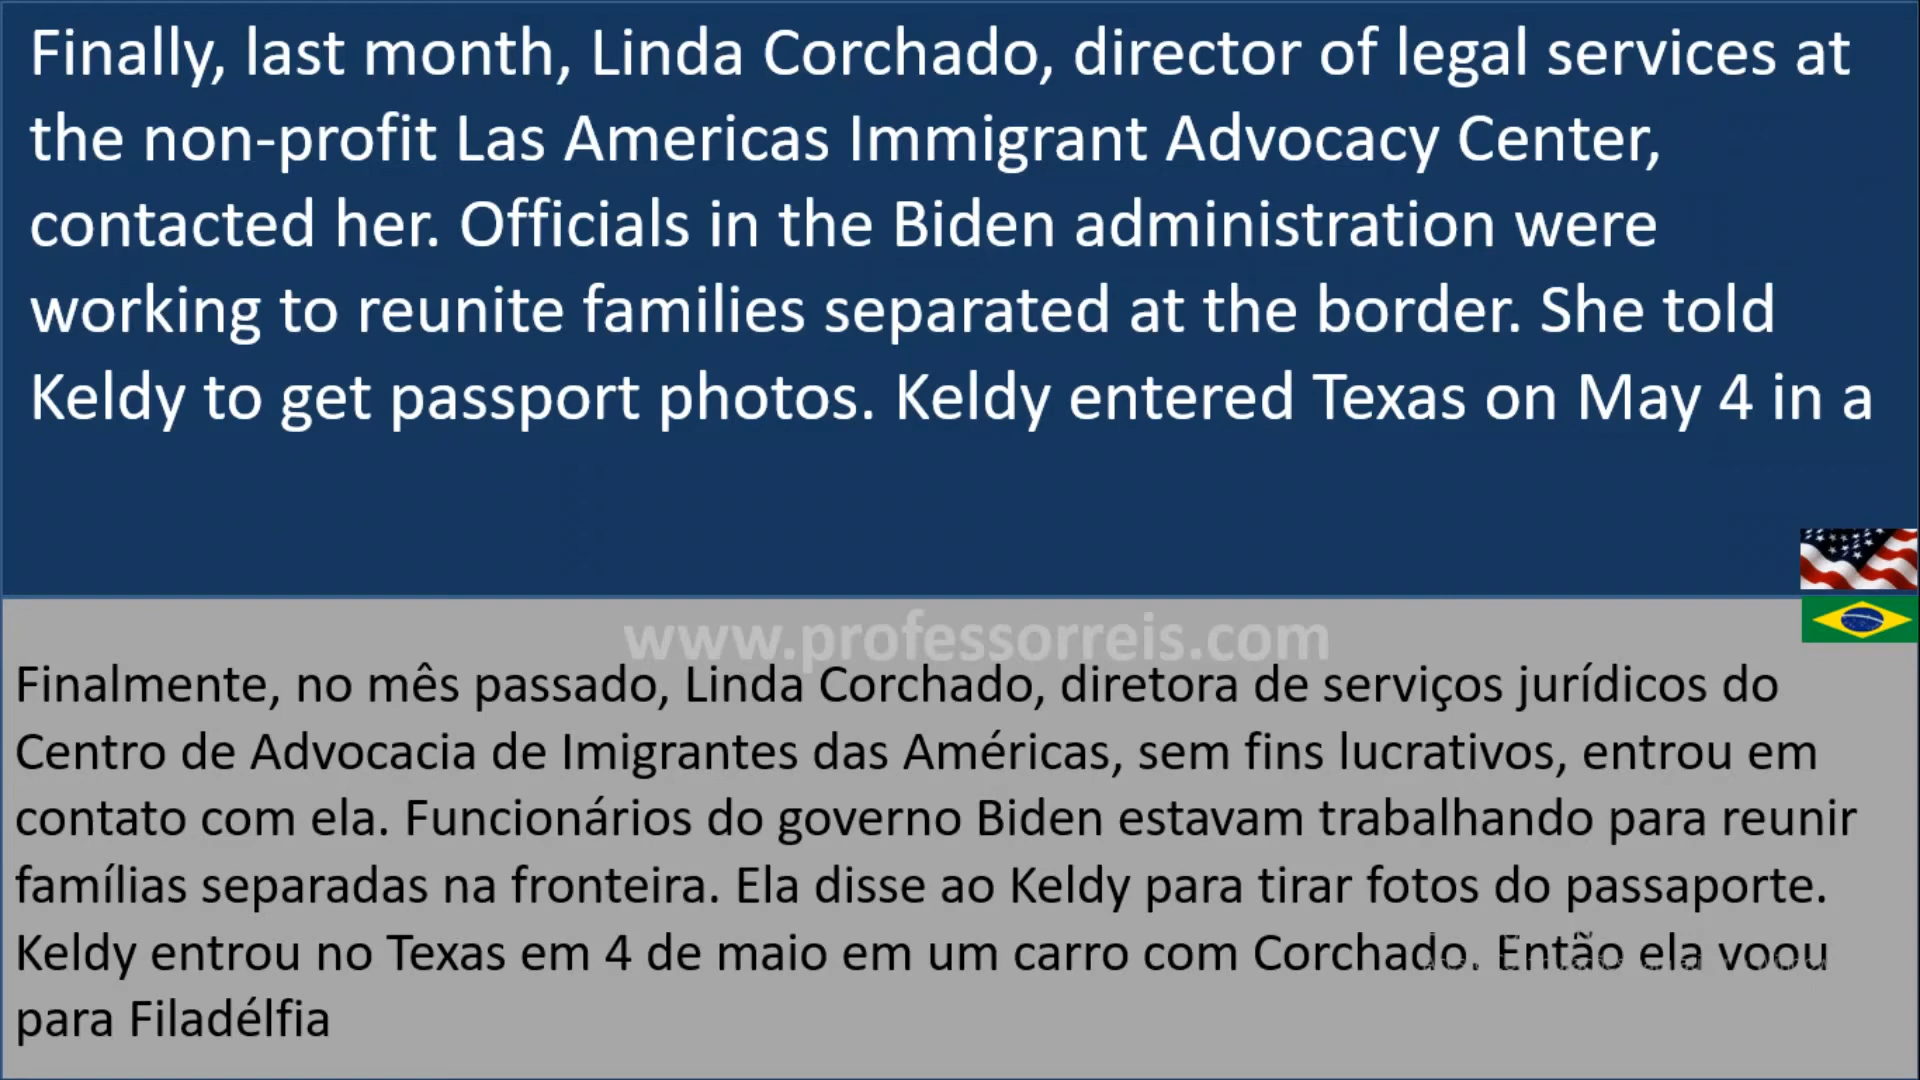 Finally, last month, Linda Corchado, director of legal services at
the non-profit Las Americas Immigrant Advocacy Center,
contacted her. Officials in the Biden administration were
working to reunite families separated at the border. She told
Keldy to get passport photos. Keldy entered Texas on May 4 in a
www.professorreis.com
Finalmente, no mês passado, Linda Corchado, diretora de serviços jurídicos do
Centro de Advocacia de Imigrantes das Américas, sem fins lucrativos, entrou em
contato com ela. Funcionários do governo Biden estavam trabalhando para reunir
famílias separadas na fronteira. Ela disse ao Keldy para tirar fotos do passaporte.
Keldy entrou no Texas em 4 de maio em um carro com Corchado. Então ela voou
para Filadélfia